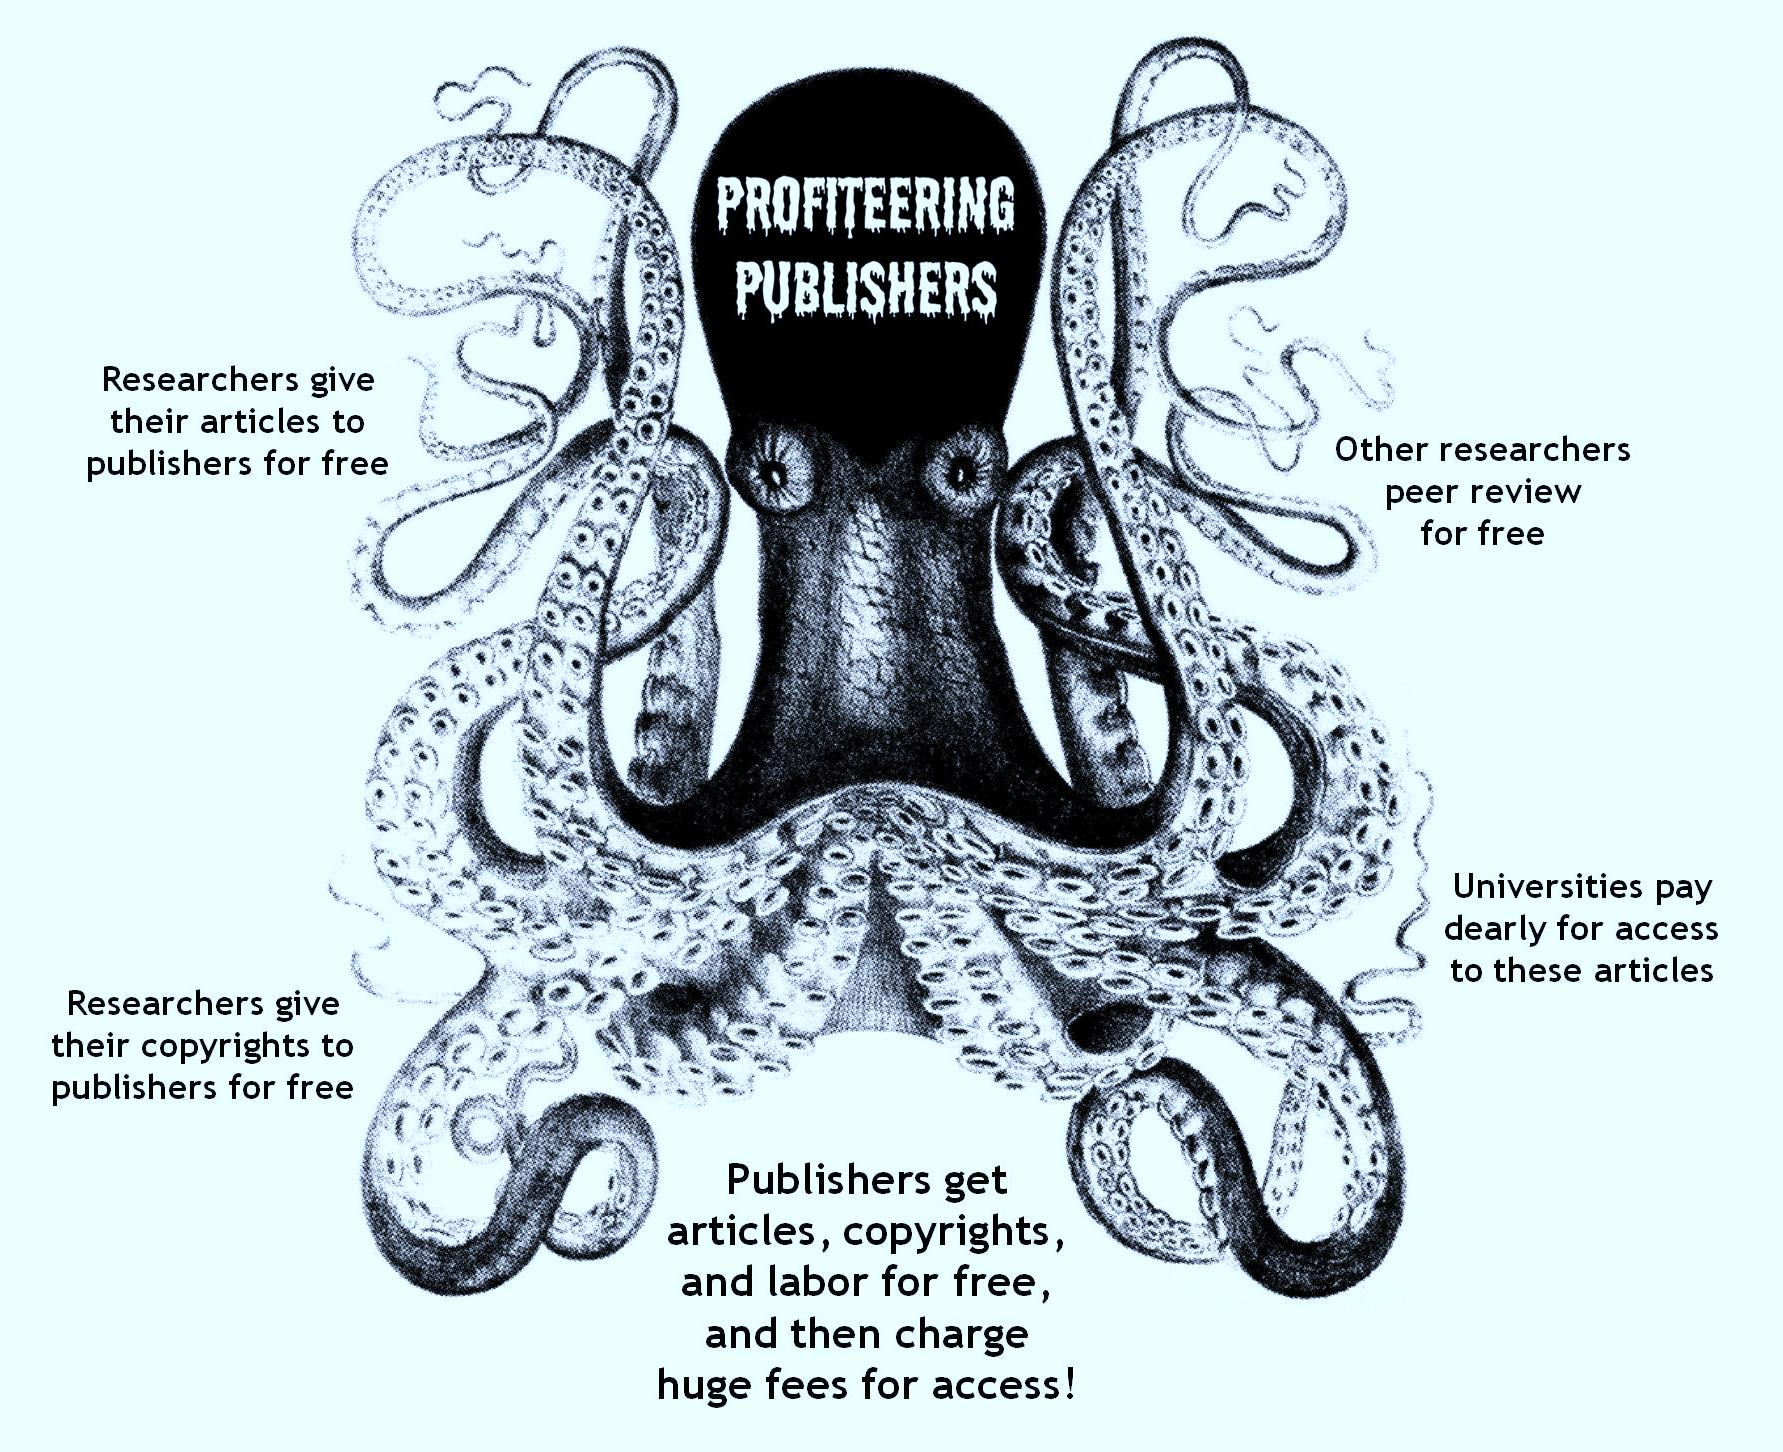 PROFITEERING
PUBLISHERS
Researchers give
their articles to
publishers for free
Other researchers
peer review
for free
Universities pay
dearly for access
to these articles
Researchers give
their copyrights to
publishers for free
Publishers get
articles, copyrights,
and labor for free,
and then charge
huge fees for access!